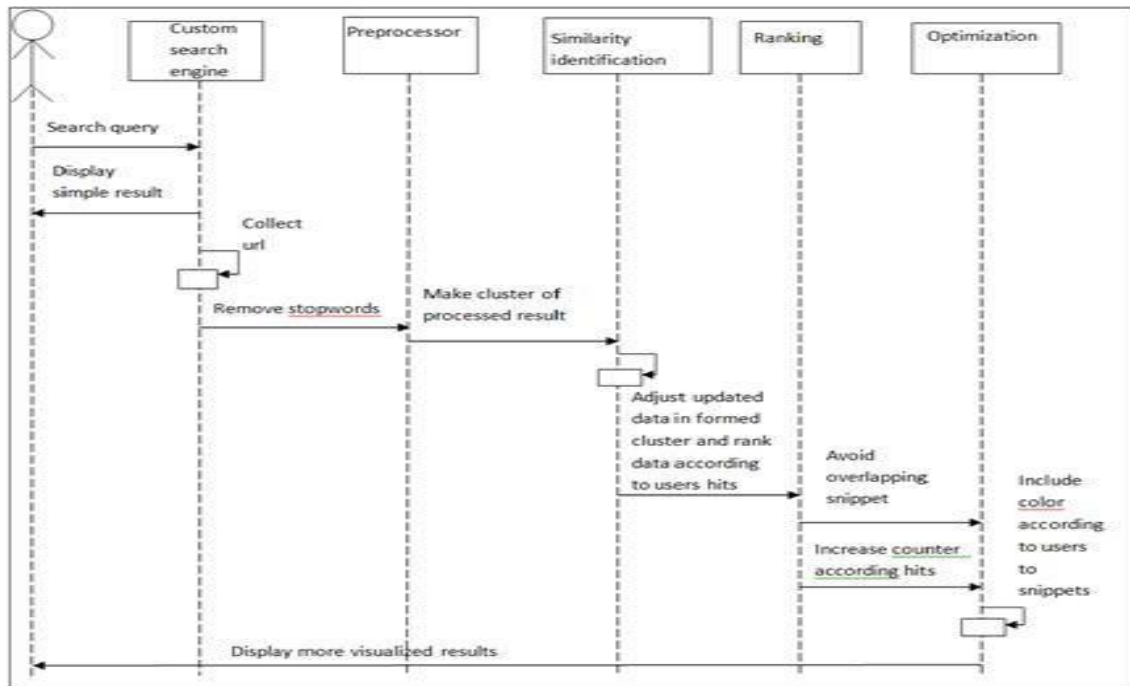 Custom
search
engine
Preprocessor
Similarity
identification
Ranking
Optimization
Search query
Display
simple result
Collect
url
Remove stopwords
Make cluster of
processed result
Adjust updated
data in formed
cluster and rank
data according
to users hits
Avoid
overlapping
snippet
Increase counter
according hits
Include
color
according
to users
to
snippets
Display more visualized results